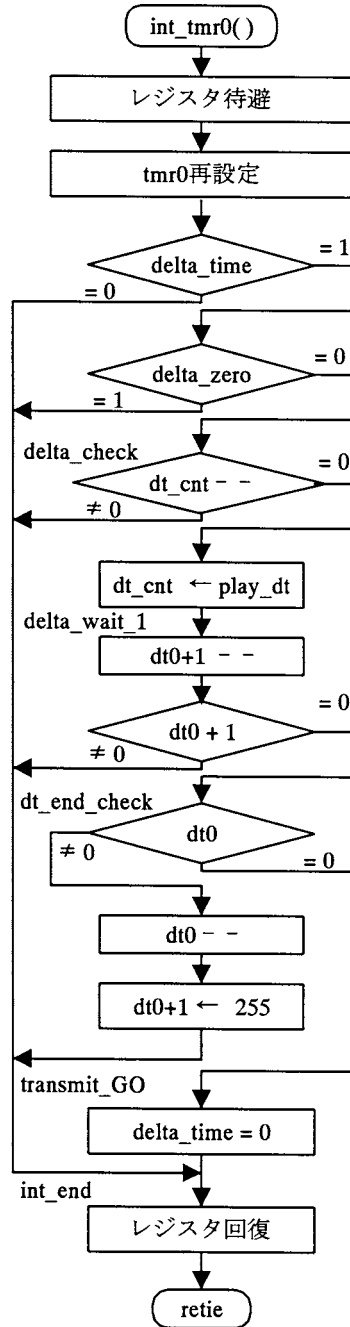 int_tmr0( )
レジスタ待避
tmr0再設定
delta_time
= 1
= 0
delta_zero
= 0
= 1
delta_check
dt_cnt - -
= 0
≠ 0
dt_cnt ← play_dt
delta_wait_1
dt0+1 - -
= 0
dt0 + 1
≠ 0
dt_end_check
dt0
≠ 0
= 0
dt0 - -
dt0+1 ← 255
transmit_GO
delta_time = 0
int_end
レジスタ回復
retie